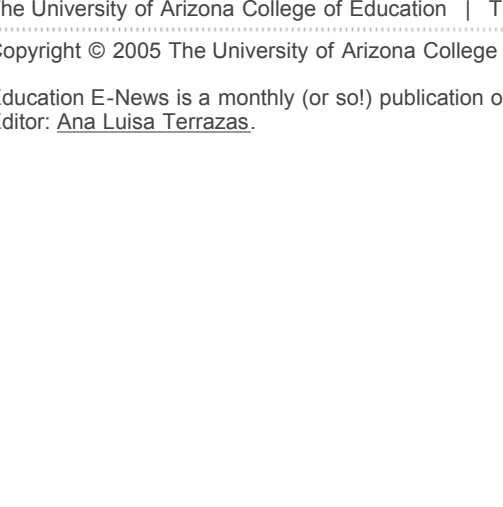 he University of Arizona College of Education | T
opyright © 2005 The University of Arizona College
ducation E-News is a monthly (or so!) publication o
ditor: Ana Luisa Terrazas.